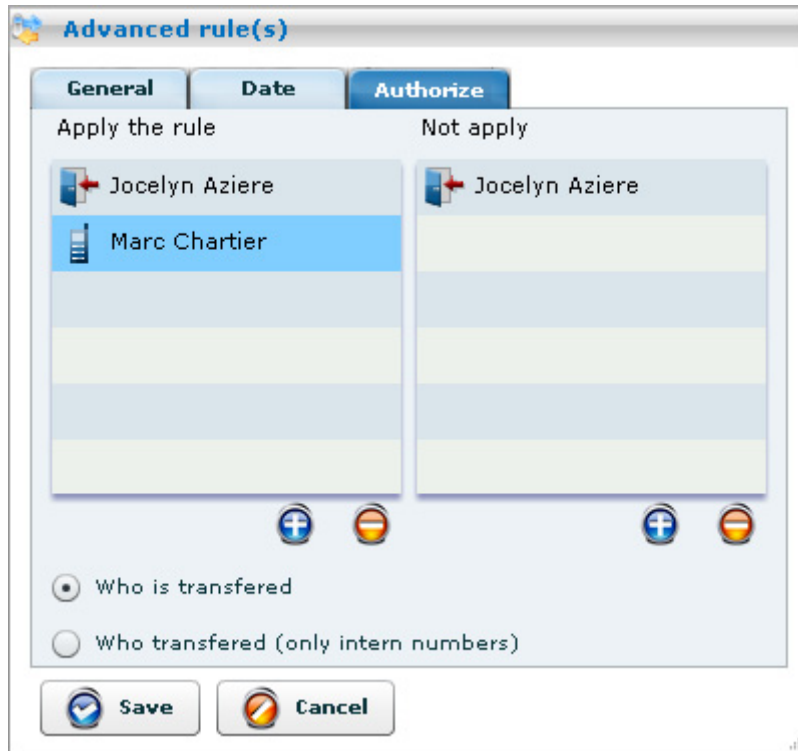 Advanced rule(s)
General Date Authorize
Apply the rule Not apply
Jocelyn Aziere Jocelyn Aziere
Marc Chartier
Who is transfered
Who transfered (only intern numbers)
Save Cancel